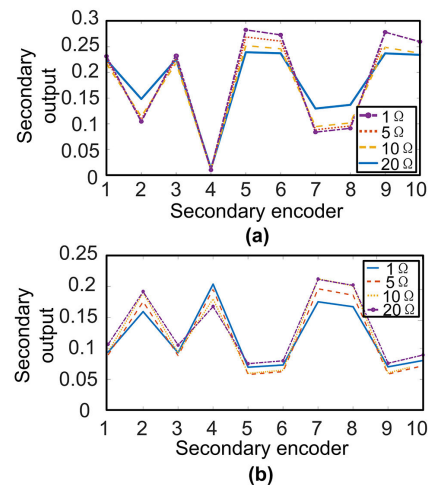 0.3
0.25
0.2
0.15
0.1
0.05
0
Secondary
output
1 Ω
5 Ω
10 Ω
20 Ω
1 2 3 4 5 6 7 8 9 10
Secondary encoder
(a)
0.25
0.2
0.15
0.1
0.05
0
Secondary
output
1 Ω
5 Ω
10 Ω
20 Ω
1 2 3 4 5 6 7 8 9 10
Secondary encoder
(b)